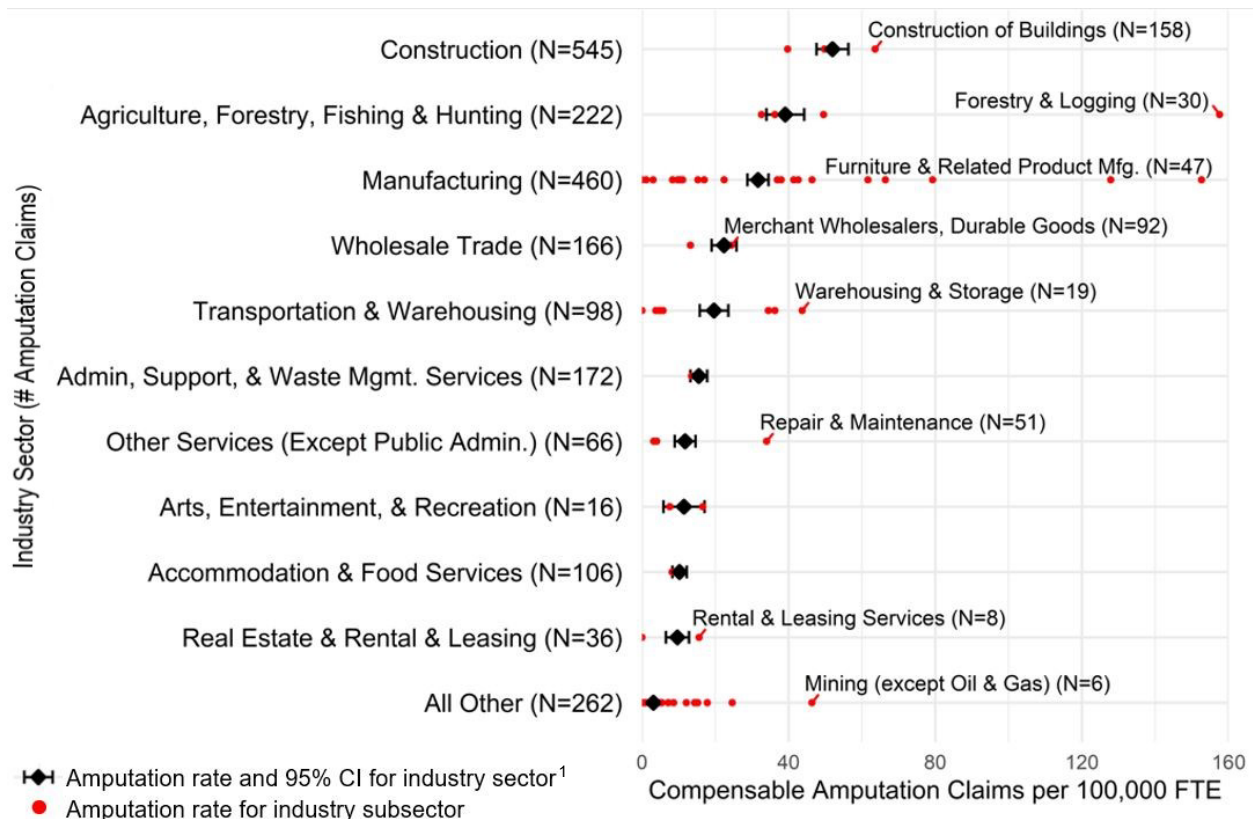 Construction (N=545)
Construction of Buildings (N=158)
Agriculture, Forestry, Fishing & Hunting (N=222)
Forestry & Logging (N=30)
Manufacturing (N=460)
Furniture & Related Product Mfg. (N=47)
Wholesale Trade (N=166)
Merchant Wholesalers, Durable Goods (N=92)
Transportation & Warehousing (N=98)
Warehousing & Storage (N=19)
Admin, Support, & Waste Mgmt. Services (N=172)
Other Services (Except Public Admin.) (N=66)
Repair & Maintenance (N=51)
Arts, Entertainment, & Recreation (N=16)
Accommodation & Food Services (N=106)
Real Estate & Rental & Leasing (N=36)
Rental & Leasing Services (N=8)
All Other (N=262)
Mining (except Oil & Gas) (N=6)
Industry Sector (# Amputation Claims)
0 40 80 120 160
Compensable Amputation Claims per 100,000 FTE
Amputation rate and 95% CI for industry sector¹
Amputation rate for industry subsector